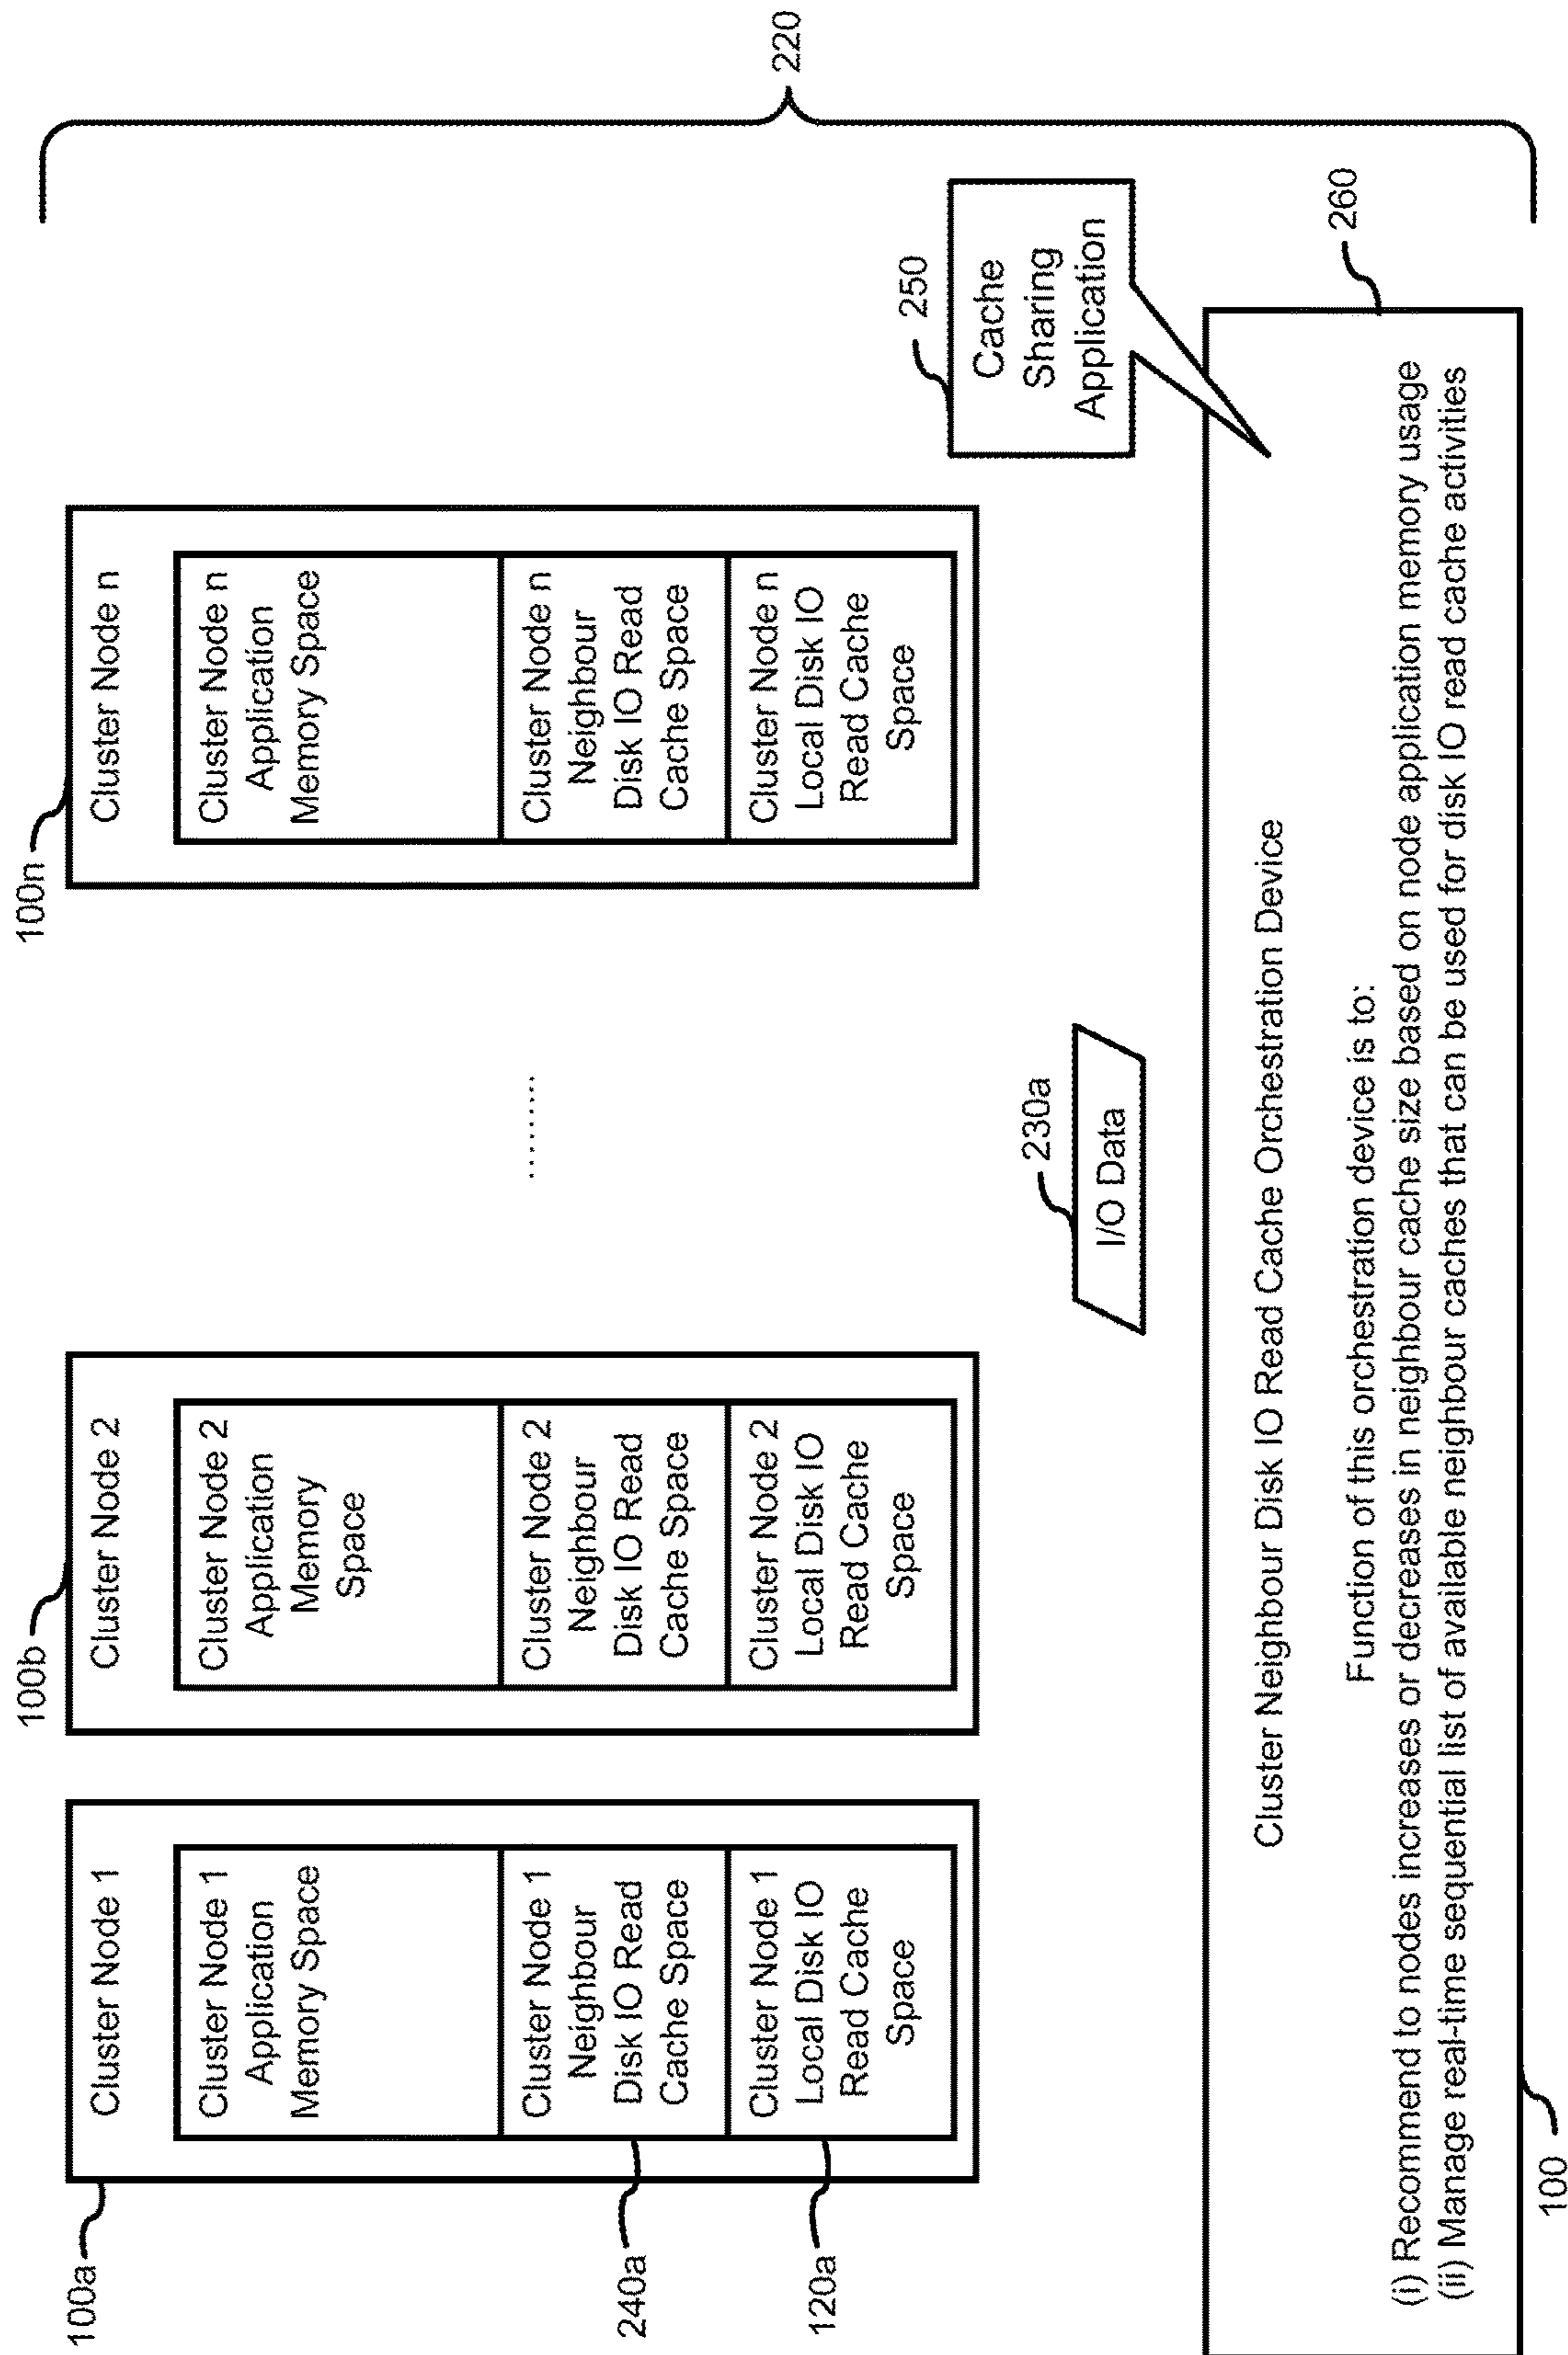 100a
Cluster Node 1
Cluster Node 1
Application
Memory Space
Cluster Node 1
Neighbour
Disk IO Read
Cache Space
Cluster Node 1
Local Disk IO
Read Cache
Space
240a
120a
100b
Cluster Node 2
Cluster Node 2
Application
Memory
Space
Cluster Node 2
Neighbour
Disk IO Read
Cache Space
Cluster Node 2
Local Disk IO
Read Cache
Space
.........
100n
Cluster Node n
Cluster Node n
Application
Memory Space
Cluster Node n
Neighbour
Disk IO Read
Cache Space
Cluster Node n
Local Disk IO
Read Cache
Space
220
230a
I/O Data
250
Cache
Sharing
Application
260
Cluster Neighbour Disk IO Read Cache Orchestration Device
Function of this orchestration device is to:
(i) Recommend to nodes increases or decreases in neighbour cache size based on node application memory usage
(ii) Manage real-time sequential list of available neighbour caches that can be used for disk IO read cache activities
100